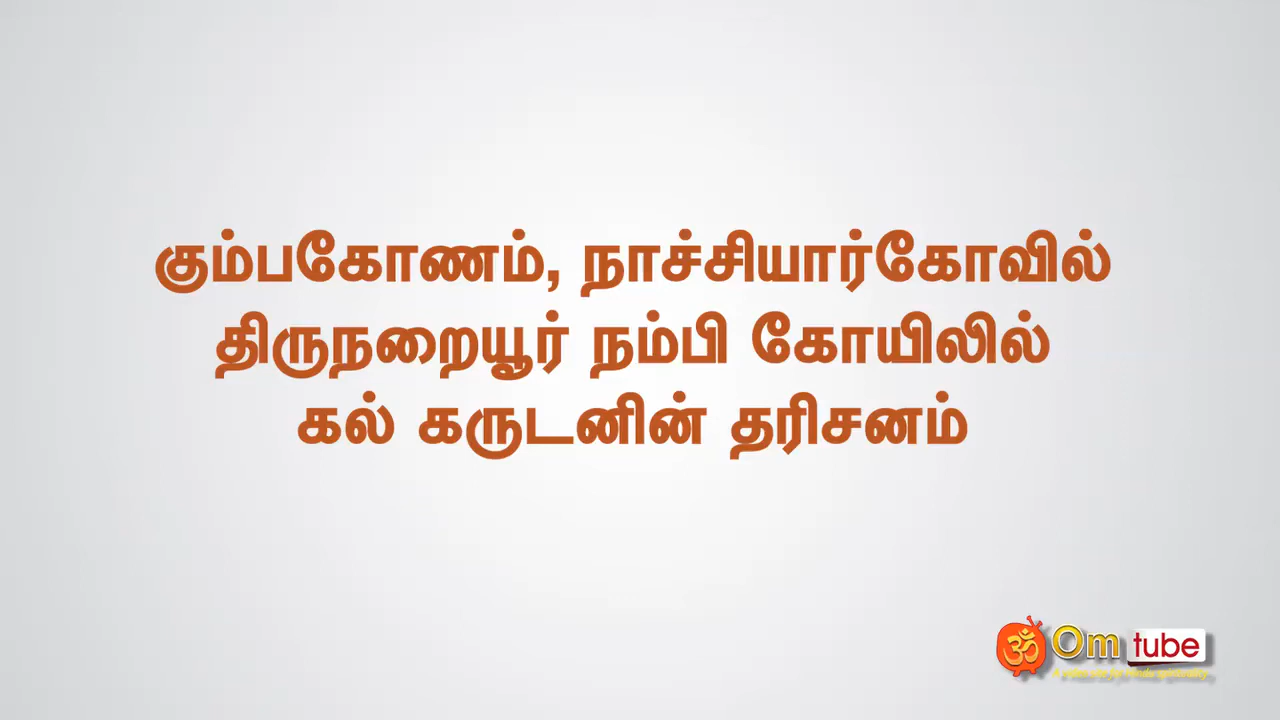 கும்பகோணம், நாச்சியார்கோவில்
திருநறையூர் நம்பி கோயிலில்
கல் கருடனின் தரிசனம்
ॐ Om tube